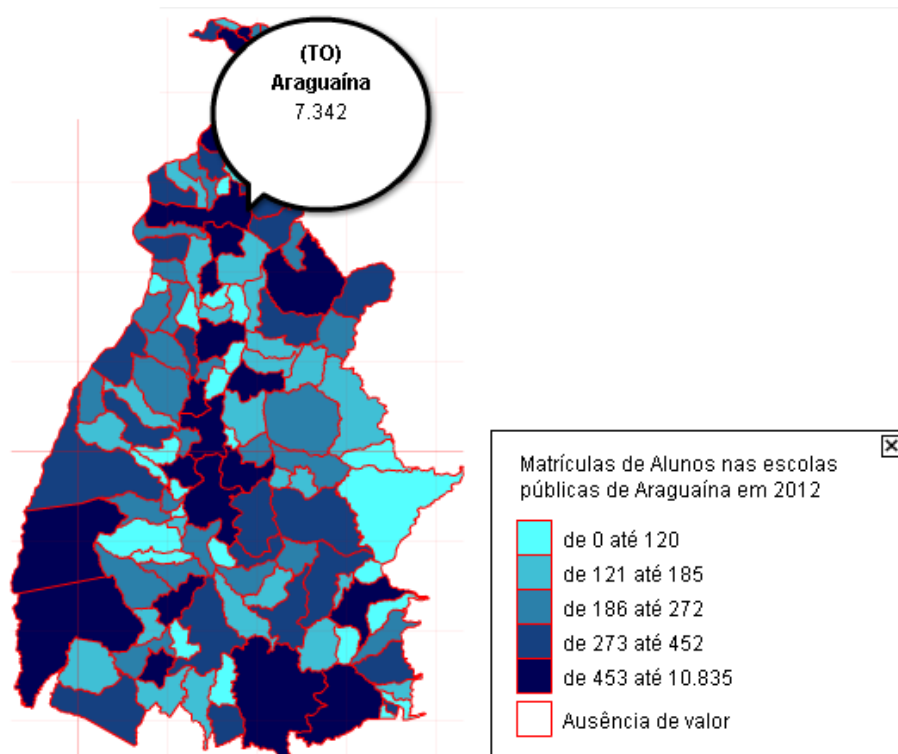 (TO)
Araguaína
7.342
Matrículas de Alunos nas escolas
públicas de Araguaína em 2012
de 0 até 120
de 121 até 185
de 186 até 272
de 273 até 452
de 453 até 10.835
Ausência de valor